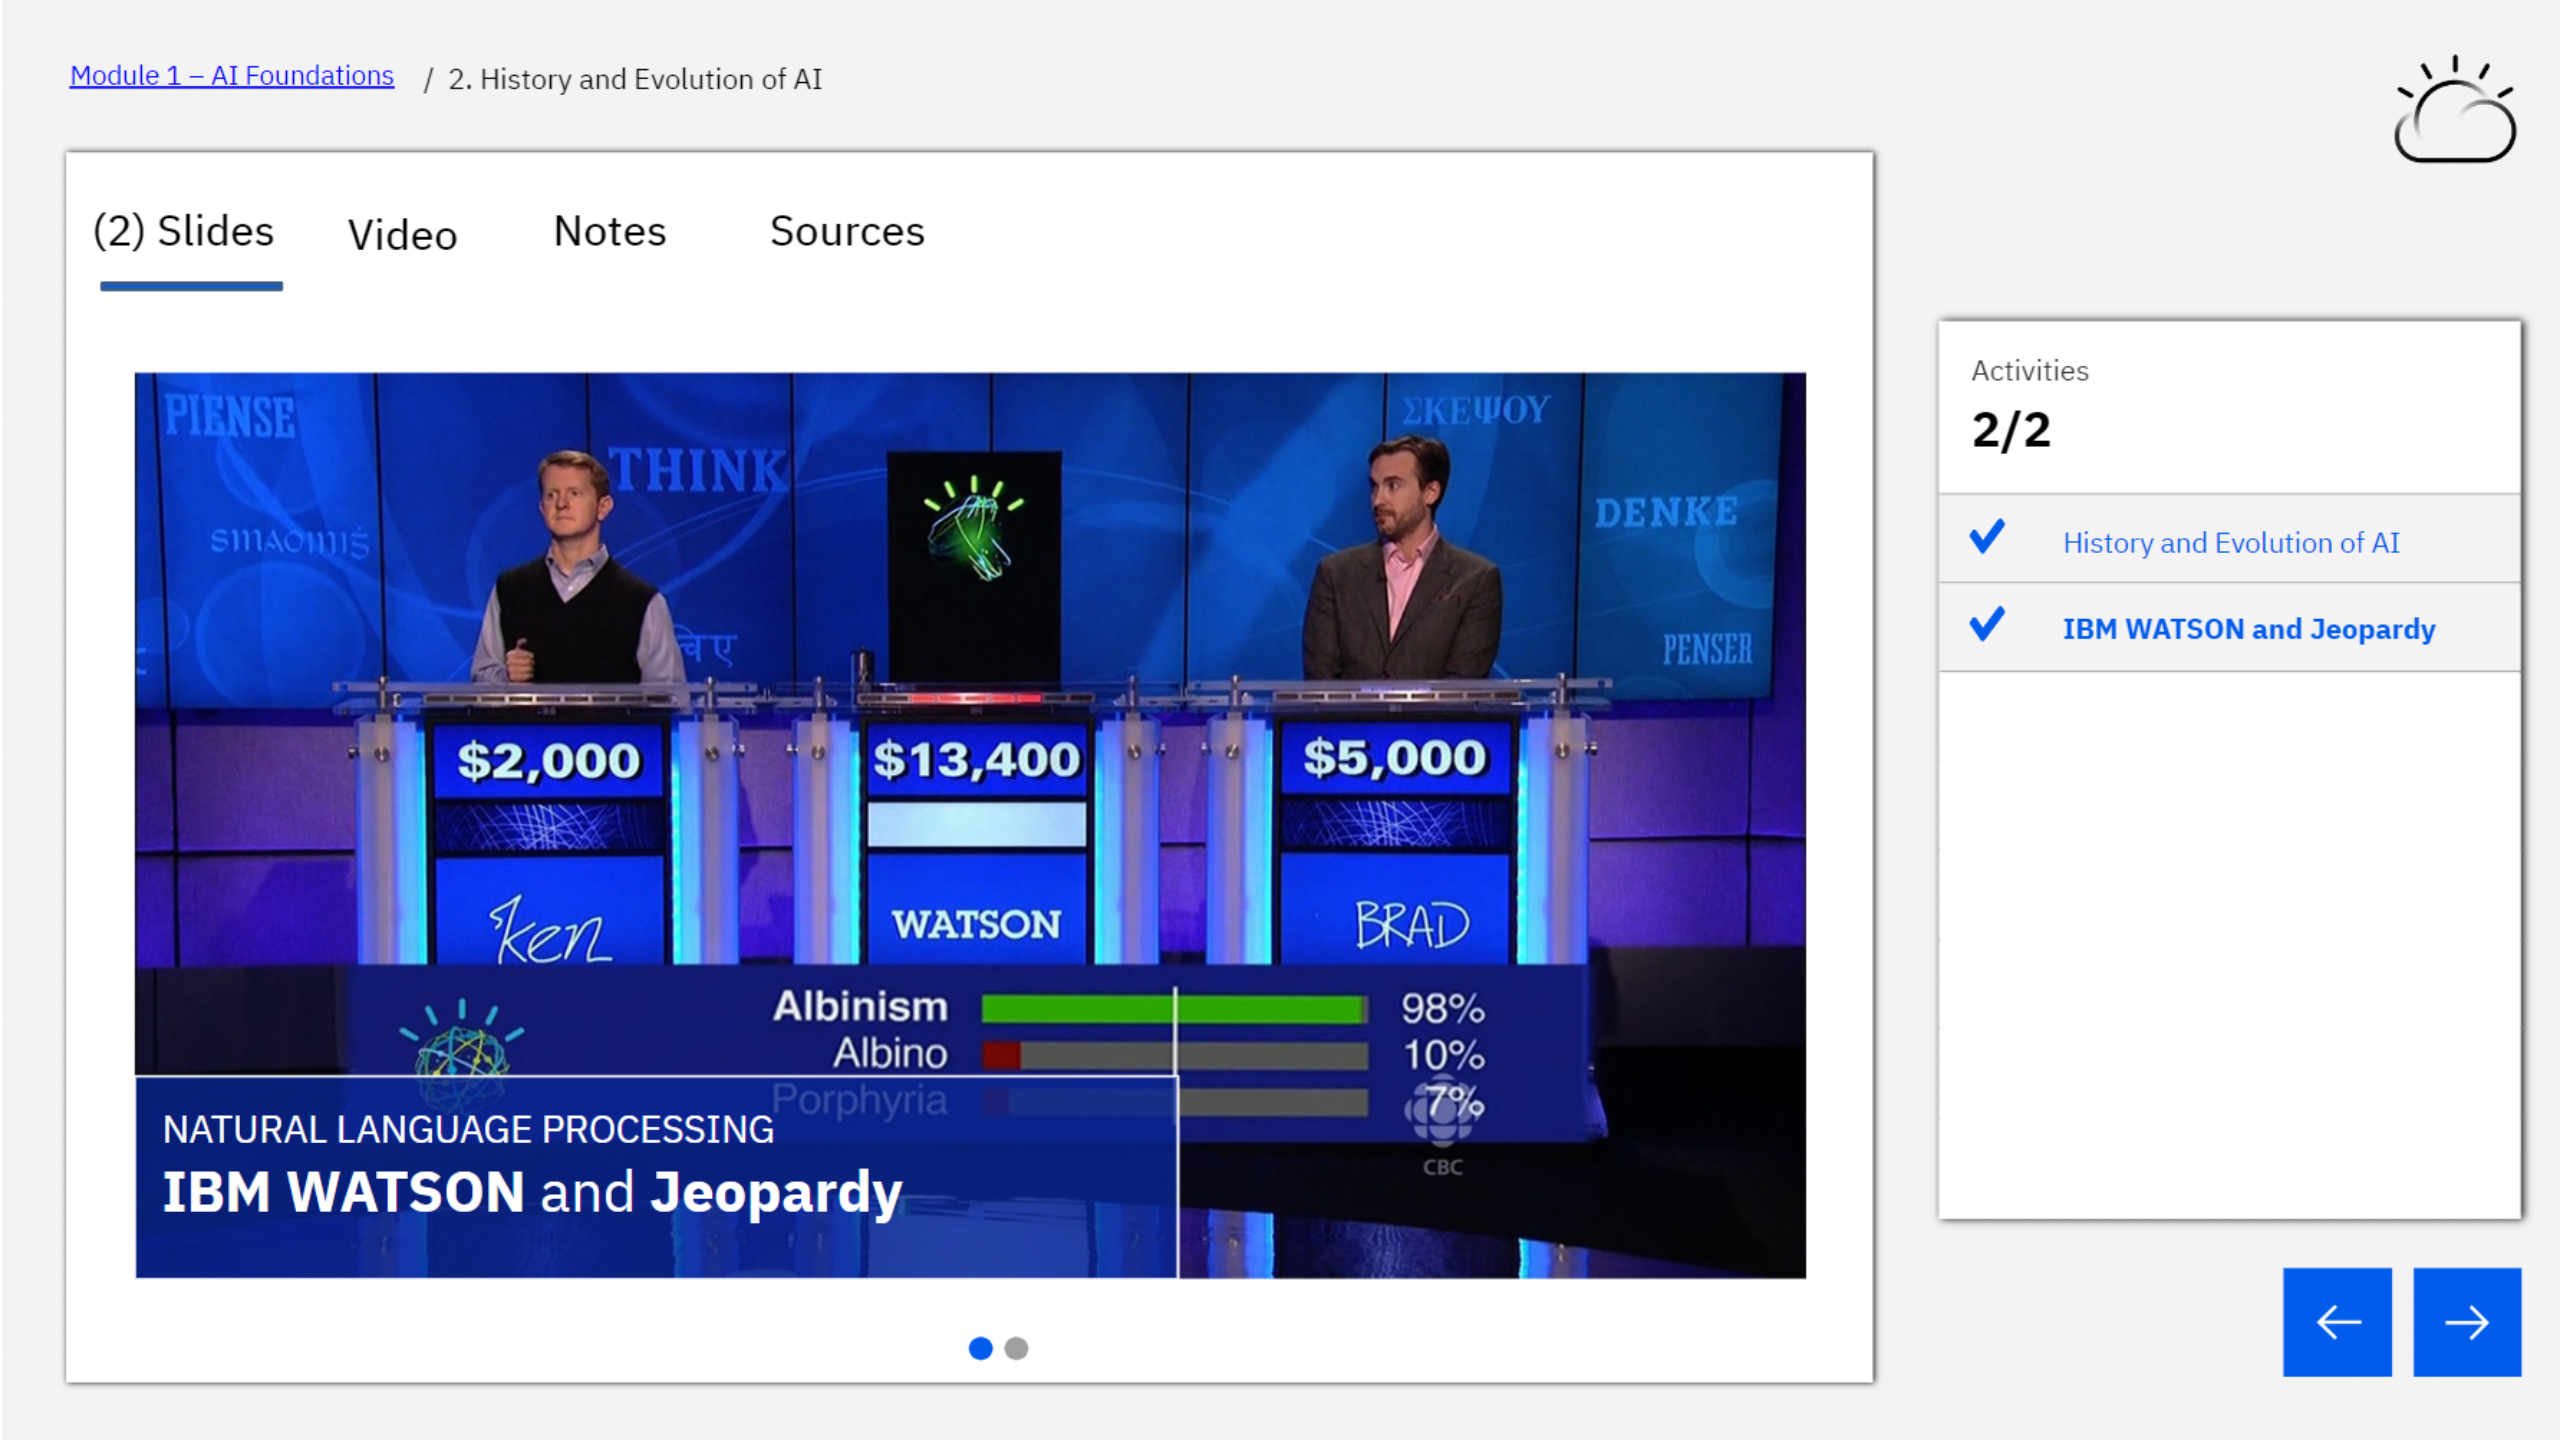 Module 1 – AI Foundations / 2. History and Evolution of AI
(2) Slides Video Notes Sources
PIENSE
THINK
ΣΚΕΨΟΥ
DENKE
PENSER
$2,000 $13,400 $5,000
Ken WATSON BRAD
Albinism 98%
Albino 10%
Porphyria 7%
CBC
NATURAL LANGUAGE PROCESSING
IBM WATSON and Jeopardy
Activities
2/2
History and Evolution of AI
IBM WATSON and Jeopardy